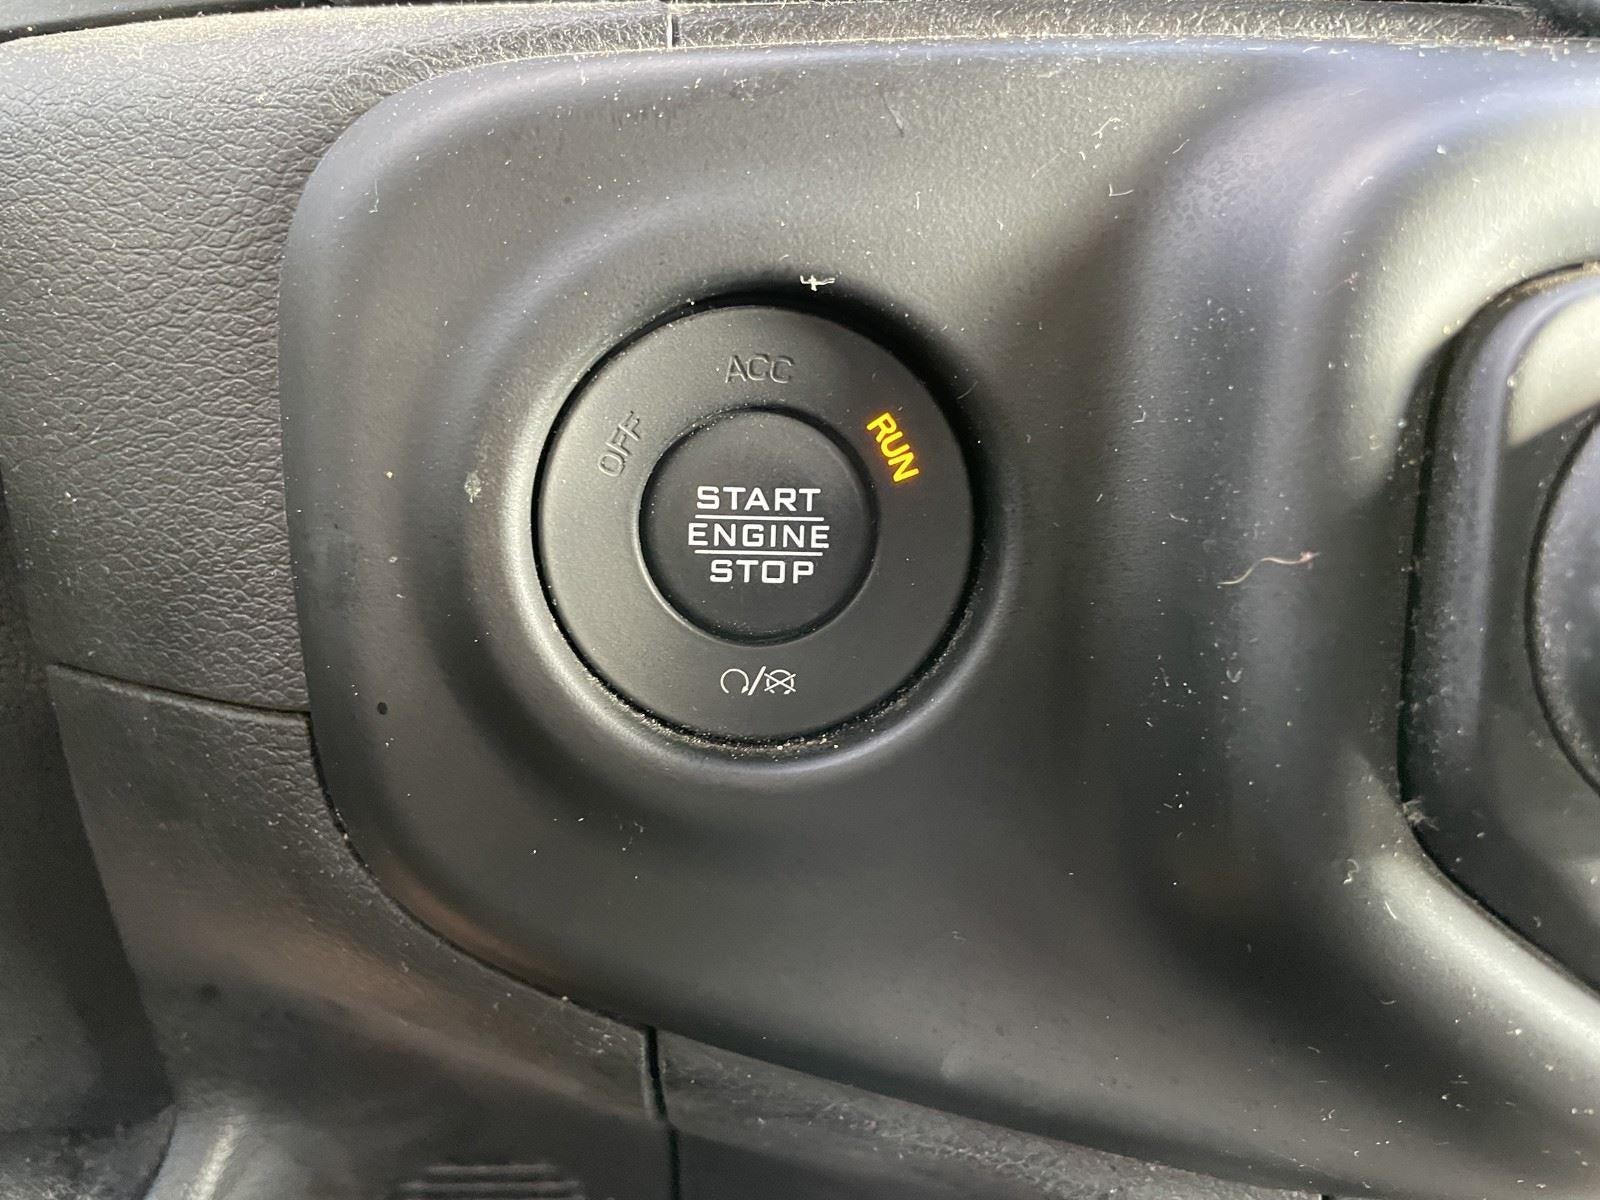 ACC
OFF
RUN
START
ENGINE
STOP